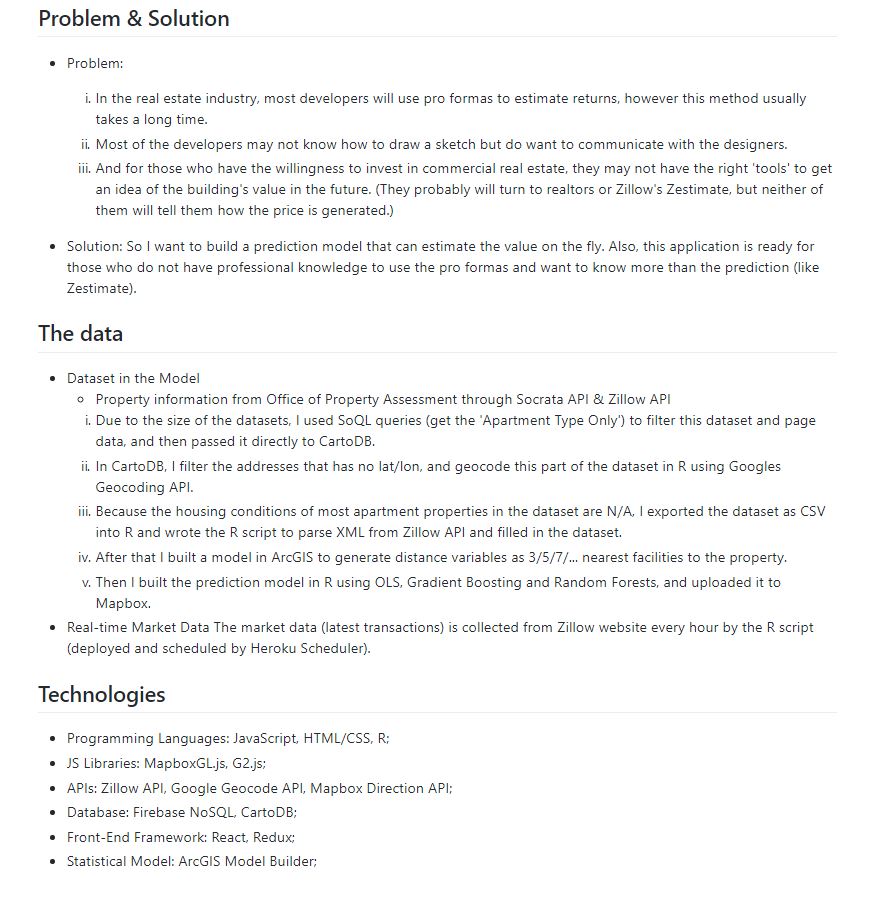 Problem & Solution
• Problem:
i. In the real estate industry, most developers will use pro formas to estimate returns, however this method usually
takes a long time.
ii. Most of the developers may not know how to draw a sketch but do want to communicate with the designers.
iii. And for those who have the willingness to invest in commercial real estate, they may not have the right 'tools' to get
an idea of the building's value in the future. (They probably will turn to realtors or Zillow's Zestimate, but neither of
them will tell them how the price is generated.)
• Solution: So I want to build a prediction model that can estimate the value on the fly. Also, this application is ready for
those who do not have professional knowledge to use the pro formas and want to know more than the prediction (like
Zestimate).
The data
• Dataset in the Model
◦ Property information from Office of Property Assessment through Socrata API & Zillow API
i. Due to the size of the datasets, I used SoQL queries (get the 'Apartment Type Only') to filter this dataset and page
data, and then passed it directly to CartoDB.
ii. In CartoDB, I filter the addresses that has no lat/lon, and geocode this part of the dataset in R using Googles
Geocoding API.
iii. Because the housing conditions of most apartment properties in the dataset are N/A, I exported the dataset as CSV
into R and wrote the R script to parse XML from Zillow API and filled in the dataset.
iv. After that I built a model in ArcGIS to generate distance variables as 3/5/7/... nearest facilities to the property.
v. Then I built the prediction model in R using OLS, Gradient Boosting and Random Forests, and uploaded it to
Mapbox.
• Real-time Market Data The market data (latest transactions) is collected from Zillow website every hour by the R script
(deployed and scheduled by Heroku Scheduler).
Technologies
• Programming Languages: JavaScript, HTML/CSS, R;
• JS Libraries: MapboxGL.js, G2.js;
• APIs: Zillow API, Google Geocode API, Mapbox Direction API;
• Database: Firebase NoSQL, CartoDB;
• Front-End Framework: React, Redux;
• Statistical Model: ArcGIS Model Builder;